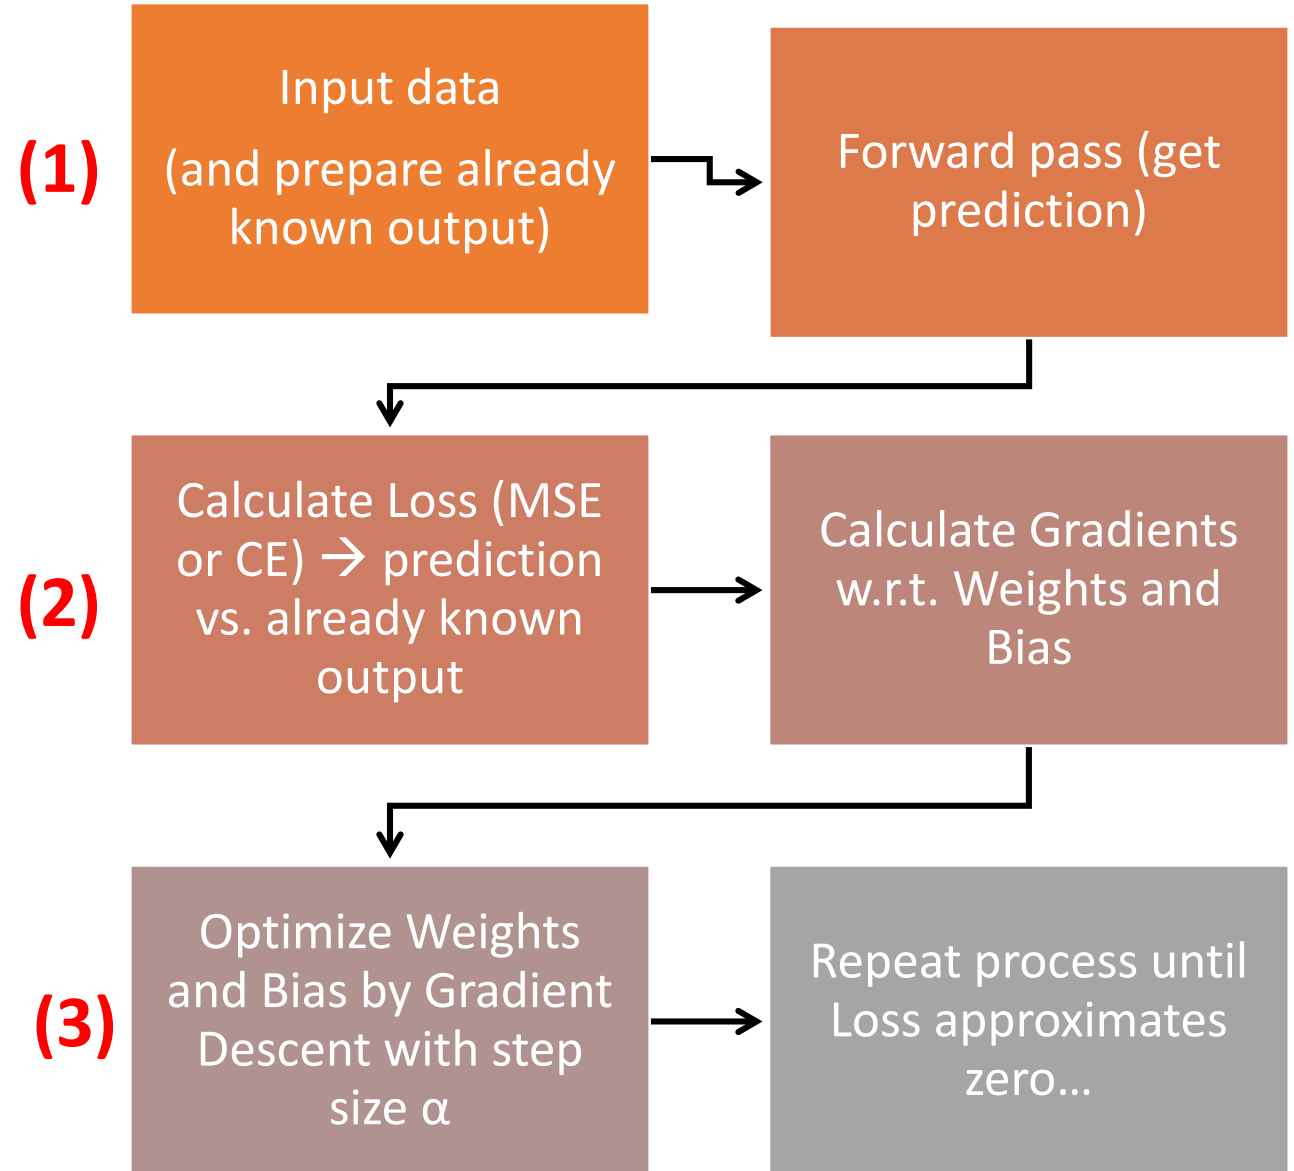 (1)
Input data
(and prepare already
known output)
Forward pass (get
prediction)
(2)
Calculate Loss (MSE
or CE) → prediction
vs. already known
output
Calculate Gradients
w.r.t. Weights and
Bias
(3)
Optimize Weights
and Bias by Gradient
Descent with step
size α
Repeat process until
Loss approximates
zero...